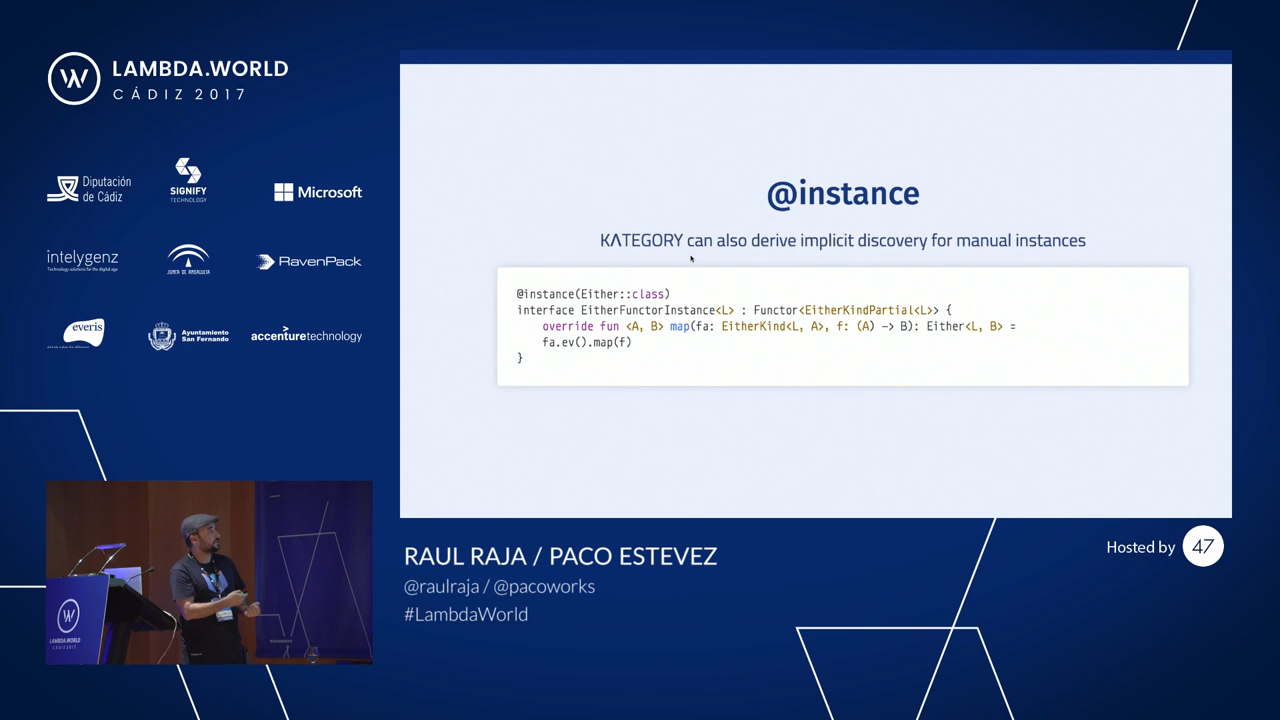 LAMBDA.WORLD
CÁDIZ 2017
Diputación
de Cádiz
SIGNIFY
TECHNOLOGY
Microsoft
intelygenz
Technology solutions for the digital age
JUNTA DE ANDALUCIA
RavenPack
everis
Ayuntamiento
San Fernando
accenturetechnology
@instance
KΛTEGORY can also derive implicit discovery for manual instances
@instance(Either::class)
interface EitherFunctorInstance<L> : Functor<EitherKindPartial<L>> {
    override fun <A, B> map(fa: EitherKind<L, A>, f: (A) -> B): Either<L, B> =
    fa.ev().map(f)
}
LAMBDA.WORLD
CÁDIZ 2017
RAUL RAJA / PACO ESTEVEZ
@raulraja / @pacoworks
#LambdaWorld
Hosted by 47